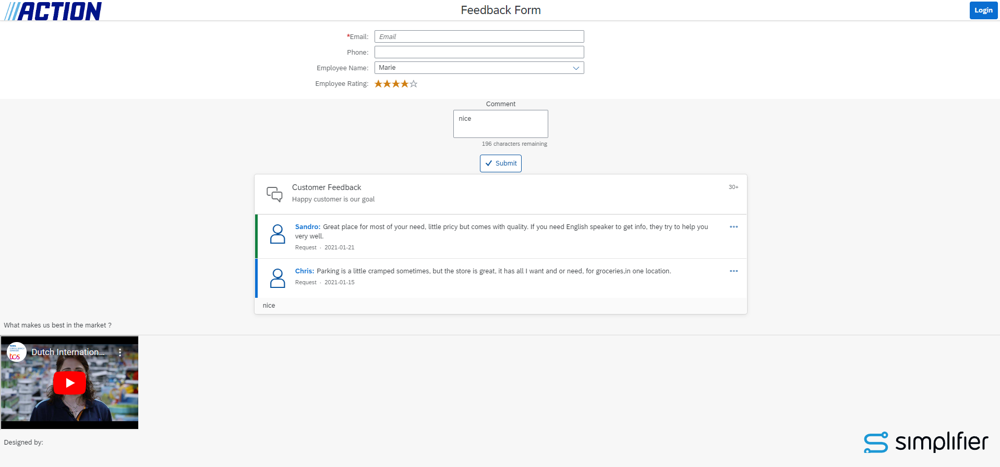 ACTION
Feedback Form
Login
*Email: Email
Phone:
Employee Name: Marie
Employee Rating:
Comment
nice
196 characters remaining
Submit
Customer Feedback
30+
Happy customer is our goal
Sandro: Great place for most of your need, little pricy but comes with quality. If you need English speaker to get info, they try to help you
very well.
Request · 2021-01-21
Chris: Parking is a little cramped sometimes, but the store is great, it has all I want and or need, for groceries,in one location.
Request · 2021-01-15
nice
What makes us best in the market ?
TATA
CONSULTANCY
SERVICES
tcs
Dutch Internation...
Designed by:
simplifier